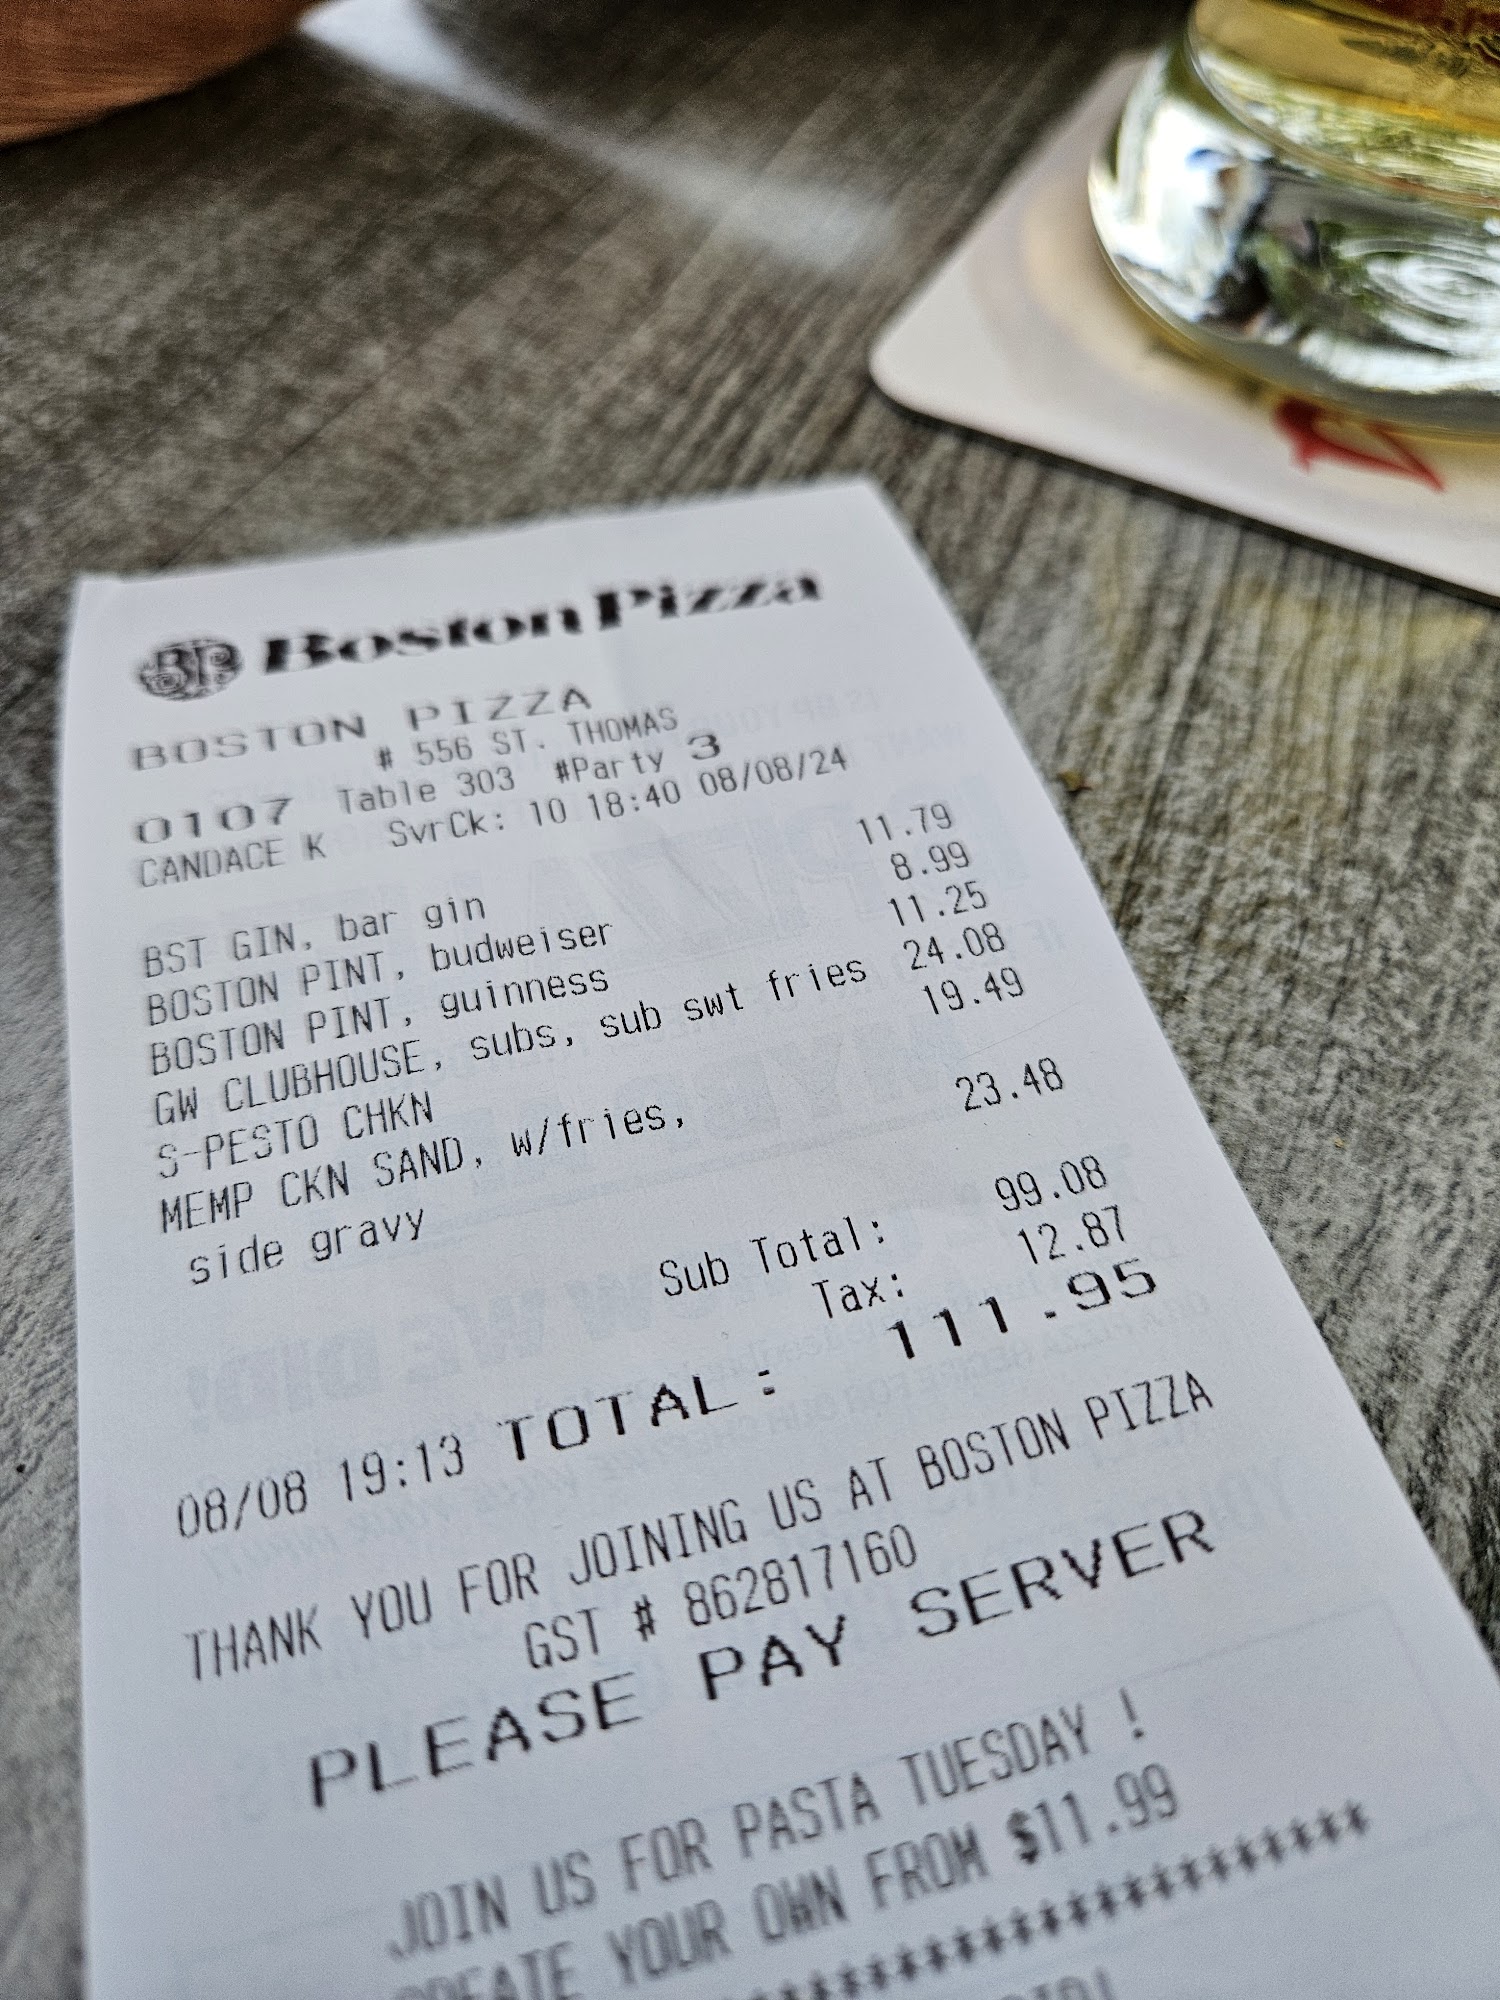 BP Boston Pizza
BOSTON PIZZA
# 556 ST. THOMAS
0107 Table 303 #Party 3
CANDACE K SvrCk: 10 18:40 08/08/24
BST GIN, bar gin 11.79
BOSTON PINT, budweiser 8.99
BOSTON PINT, guinness 11.25
GW CLUBHOUSE, subs, sub swt fries 24.08
S-PESTO CHKN 19.49
MEMP CKN SAND, w/fries,
side gravy 23.48
Sub Total: 99.08
Tax: 12.87
08/08 19:13 TOTAL: 111.95
THANK YOU FOR JOINING US AT BOSTON PIZZA
GST # 862817160
PLEASE PAY SERVER
JOIN US FOR PASTA TUESDAY !
CREATE YOUR OWN FROM $11.99